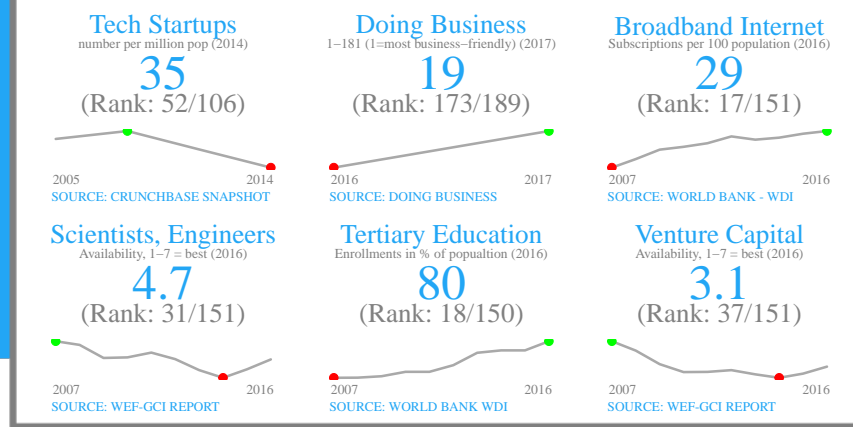 Tech Startups
number per million pop (2014)
35
(Rank: 52/106)
2005 2014
SOURCE: CRUNCHBASE SNAPSHOT
Doing Business
1−181 (1=most business−friendly) (2017)
19
(Rank: 173/189)
2016 2017
SOURCE: DOING BUSINESS
Broadband Internet
Subscriptions per 100 population (2016)
29
(Rank: 17/151)
2007 2016
SOURCE: WORLD BANK - WDI
Scientists, Engineers
Availability, 1−7 = best (2016)
4.7
(Rank: 31/151)
2007 2016
SOURCE: WEF-GCI REPORT
Tertiary Education
Enrollments in % of popualtion (2016)
80
(Rank: 18/150)
2007 2016
SOURCE: WORLD BANK WDI
Venture Capital
Availability, 1−7 = best (2016)
3.1
(Rank: 37/151)
2007 2016
SOURCE: WEF-GCI REPORT